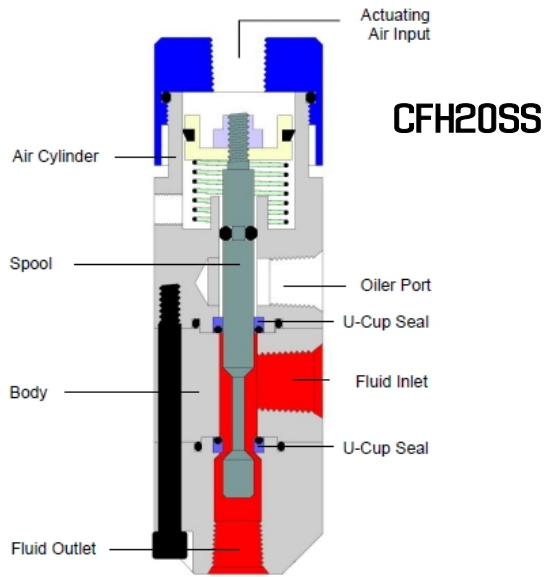 Actuating
Air Input
CFH20SS
Air Cylinder
Spool
Oiler Port
U-Cup Seal
Fluid Inlet
Body
U-Cup Seal
Fluid Outlet